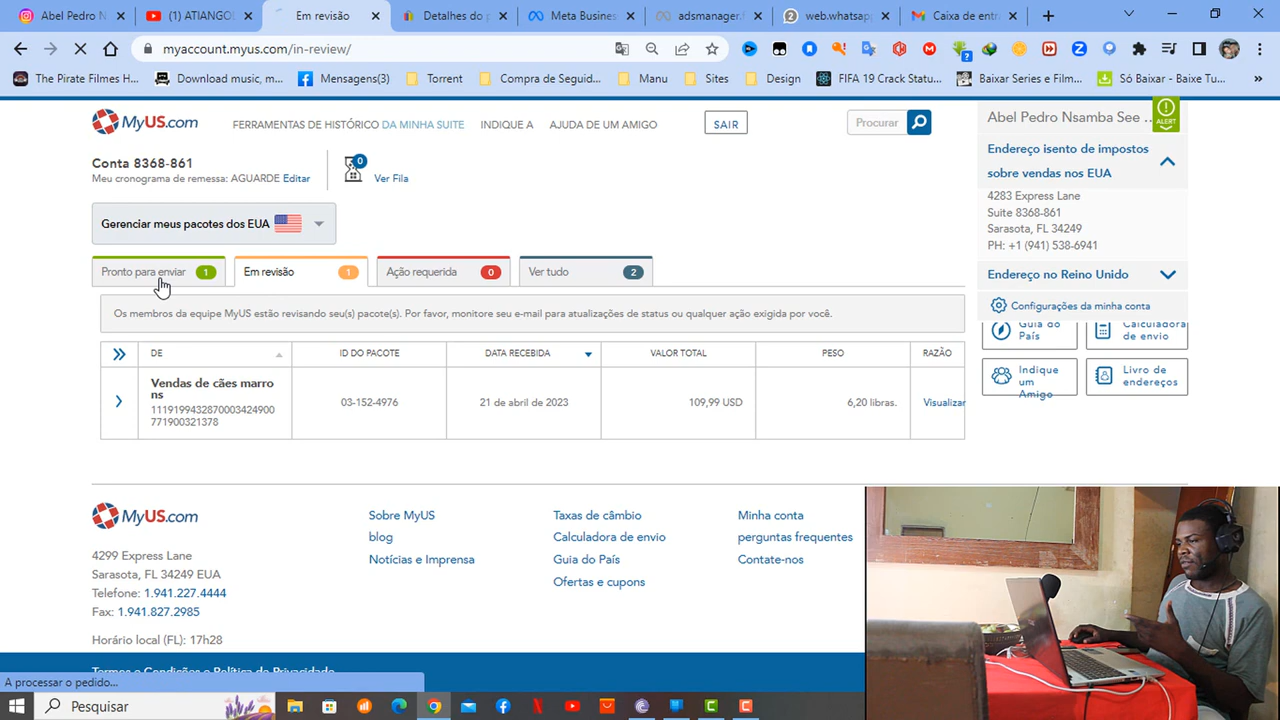 Abel Pedro N
(1) ATIANGO
Em revisão
Detalhes do p
Meta Busines
adsmanager.f
web.whatsapp
Caixa de entr
myaccount.myus.com/in-review/
The Pirate Filmes H...
Download music, m...
Mensagens(3)
Torrent
Compra de Seguid...
Manu
Sites
Design
FIFA 19 Crack Statu...
Baixar Series e Film...
Só Baixar - Baixe Tu...
MyUS.com
FERRAMENTAS DE HISTÓRICO DA MINHA SUITE
INDIQUE A
AJUDA DE UM AMIGO
SAIR
Procurar
Abel Pedro Nsamba See ...
ALERT
Conta 8368-861
Meu cronograma de remessa: AGUARDE Editar
0
Ver Fila
Endereço isento de impostos
sobre vendas nos EUA
4283 Express Lane
Suite 8368-861
Sarasota, FL 34249
PH: +1 (941) 538-6941
Endereço no Reino Unido
Configurações da minha conta
Guia do
País
Calculadora
de envio
Indique
um
Amigo
Livro de
endereços
Gerenciar meus pacotes dos EUA
Pronto para enviar 1
Em revisão 1
Ação requerida 0
Ver tudo 2
Os membros da equipe MyUS estão revisando seu(s) pacote(s). Por favor, monitore seu e-mail para atualizações de status ou qualquer ação exigida por você.
DE
ID DO PACOTE
DATA RECEBIDA
VALOR TOTAL
PESO
RAZÃO
Vendas de cães marro
ns
1119199432870003424900
771900321378
03-152-4976
21 de abril de 2023
109,99 USD
6,20 libras.
Visualizar
MyUS.com
4299 Express Lane
Sarasota, FL 34249 EUA
Telefone: 1.941.227.4444
Fax: 1.941.827.2985
Horário local (FL): 17h28
Sobre MyUS
blog
Notícias e Imprensa
Taxas de câmbio
Calculadora de envio
Guia do País
Ofertas e cupons
Minha conta
perguntas frequentes
Contate-nos
Termos e Condições e Política de Privacidade
A processar o pedido...
Pesquisar